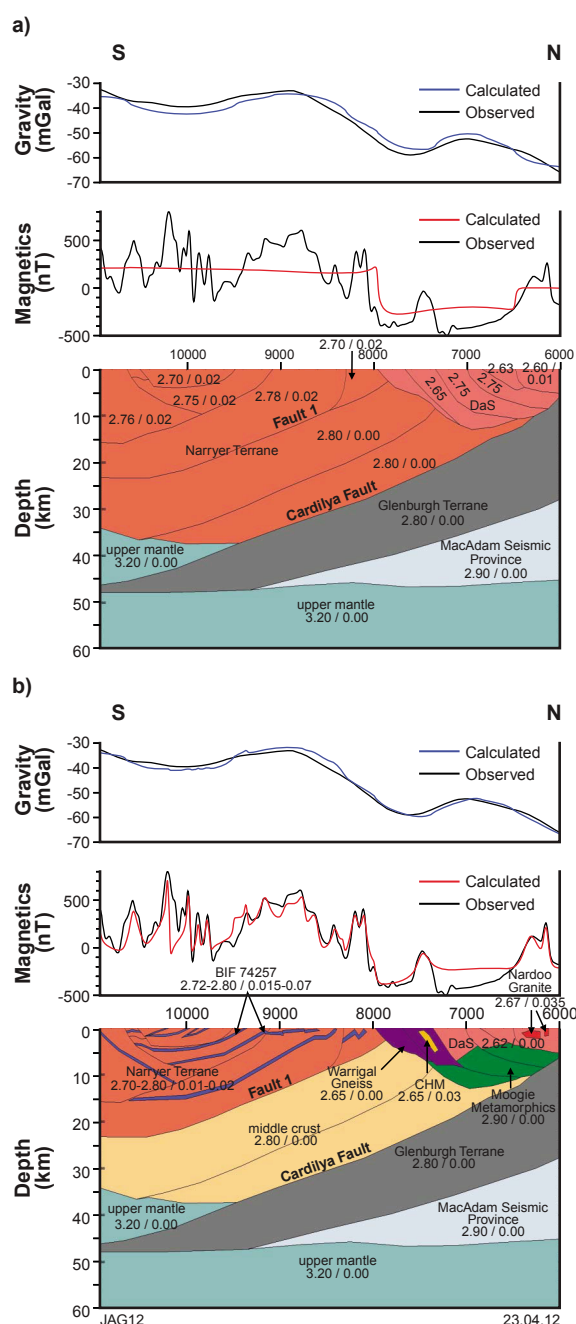 a)
S
N
-30
-40
-50
-60
-70
Gravity
(mGal)
Calculated
Observed
500
0
-500
Magnetics
(nT)
Calculated
Observed
2.70 / 0.02
10000
9000
8000
7000
6000
0
10
20
30
40
50
60
Depth
(km)
2.70 / 0.02
2.75 / 0.02
2.76 / 0.02
2.78 / 0.02
Fault 1
2.65
2.75
2.75
2.63
2.60 /
0.01
DaS
Narryer Terrane
2.80 / 0.00
2.80 / 0.00
Cardilya Fault
Glenburgh Terrane
2.80 / 0.00
MacAdam Seismic
Province
2.90 / 0.00
upper mantle
3.20 / 0.00
upper mantle
3.20 / 0.00
b)
S
N
-30
-40
-50
-60
-70
Gravity
(mGal)
Calculated
Observed
500
0
-500
Magnetics
(nT)
Calculated
Observed
BIF 74257
2.72-2.80 / 0.015-0.07
Nardoo
Granite
2.67 / 0.035
10000
9000
8000
7000
6000
0
10
20
30
40
50
60
Depth
(km)
Narryer Terrane
2.70-2.80 / 0.01-0.02
Fault 1
DaS
2.62 / 0.00
Warrigal
Gneiss
2.65 / 0.00
CHM
2.65 / 0.03
Moogie
Metamorphics
2.90 / 0.00
middle crust
2.80 / 0.00
Cardilya Fault
Glenburgh Terrane
2.80 / 0.00
upper mantle
3.20 / 0.00
MacAdam Seismic
Province
2.90 / 0.00
upper mantle
3.20 / 0.00
JAG12
23.04.12